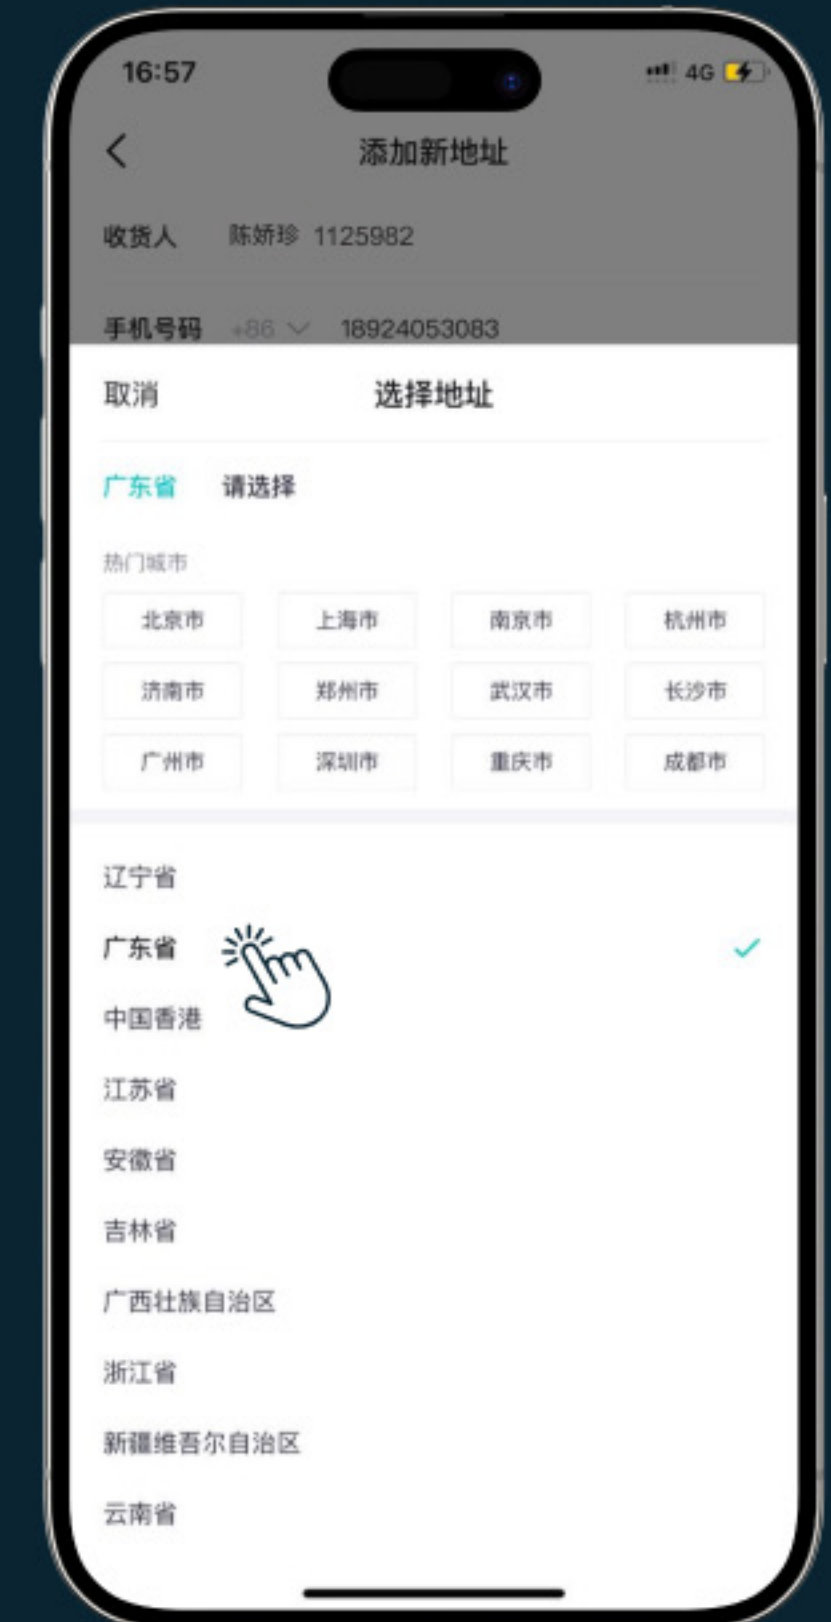 16:57 4G
添加新地址
收货人 陈娇珍 1125982
手机号码 +86 18924053083
取消 选择地址
广东省 请选择
热门城市
北京市 上海市 南京市 杭州市
济南市 郑州市 武汉市 长沙市
广州市 深圳市 重庆市 成都市
辽宁省
广东省
中国香港
江苏省
安徽省
吉林省
广西壮族自治区
浙江省
新疆维吾尔自治区
云南省